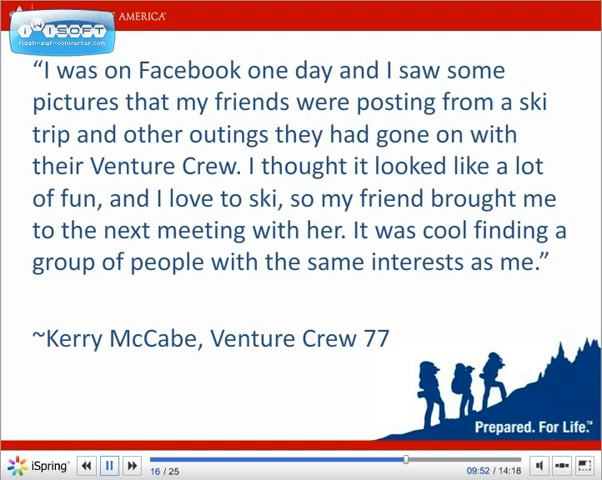 iWiSOFT
flash-swf-converter.com
OF AMERICA
“I was on Facebook one day and I saw some
pictures that my friends were posting from a ski
trip and other outings they had gone on with
their Venture Crew. I thought it looked like a lot
of fun, and I love to ski, so my friend brought me
to the next meeting with her. It was cool finding a
group of people with the same interests as me.”
~Kerry McCabe, Venture Crew 77
Prepared. For Life.™
iSpring
16 / 25
09:52 / 14:18